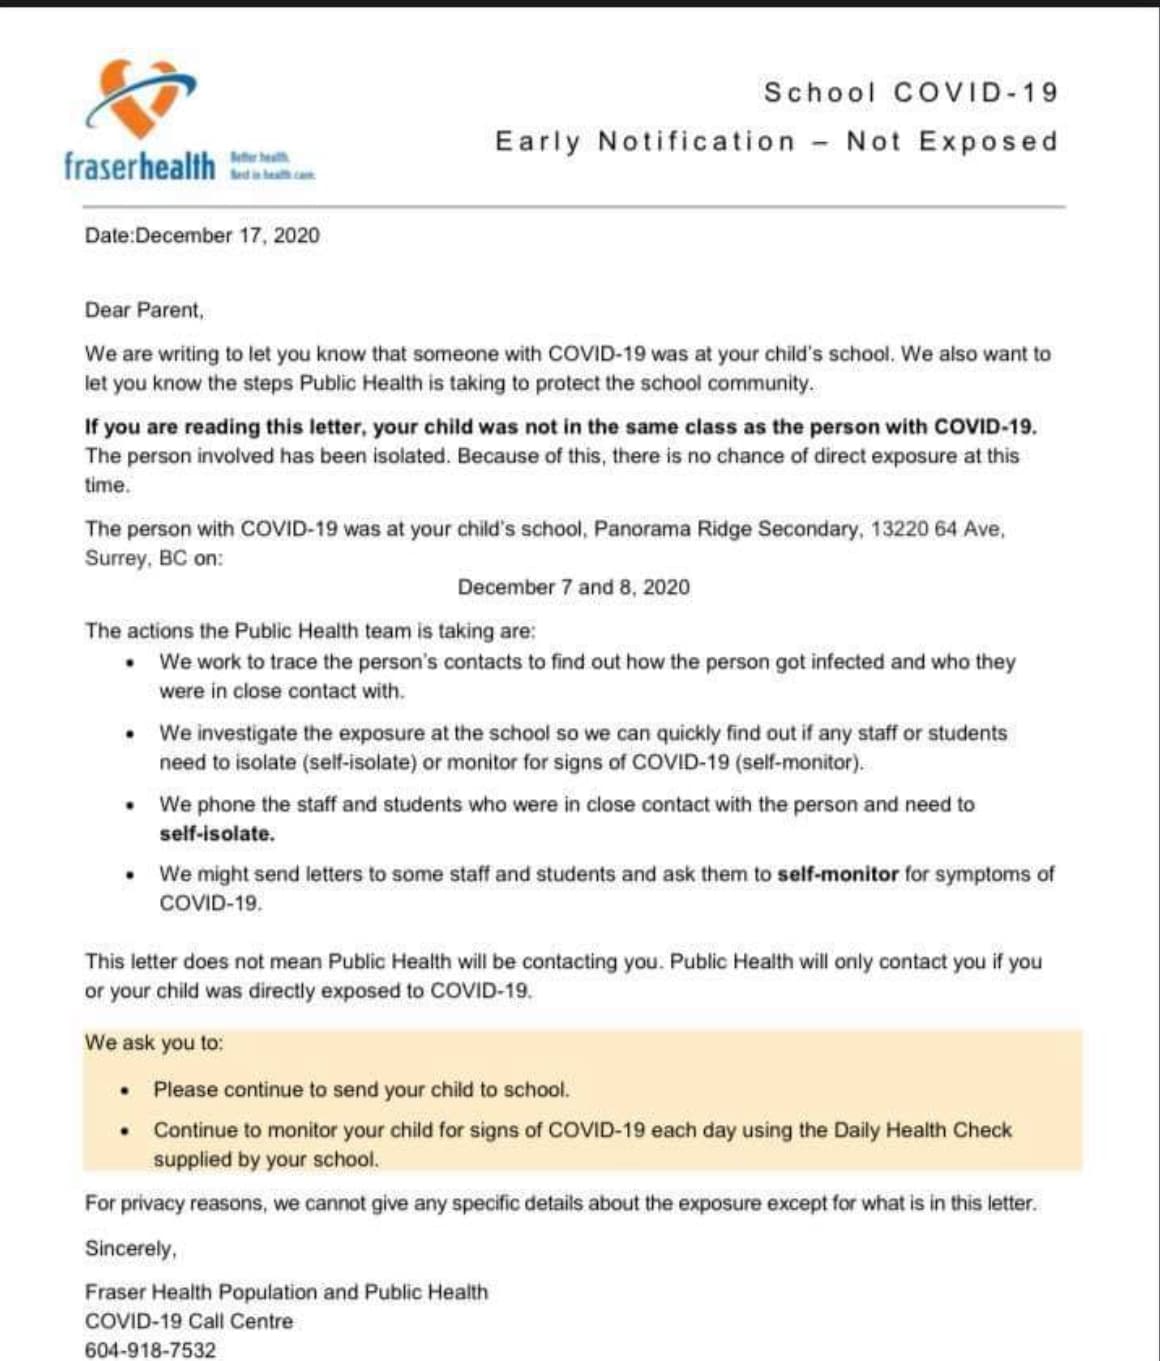 School COVID-19
Early Notification – Not Exposed
fraserhealth
Better health.
Best in health care.
Date:December 17, 2020
Dear Parent,
We are writing to let you know that someone with COVID-19 was at your child's school. We also want to
let you know the steps Public Health is taking to protect the school community.
If you are reading this letter, your child was not in the same class as the person with COVID-19.
The person involved has been isolated. Because of this, there is no chance of direct exposure at this
time.
The person with COVID-19 was at your child's school, Panorama Ridge Secondary, 13220 64 Ave,
Surrey, BC on:
December 7 and 8, 2020
The actions the Public Health team is taking are:
• We work to trace the person's contacts to find out how the person got infected and who they
were in close contact with.
• We investigate the exposure at the school so we can quickly find out if any staff or students
need to isolate (self-isolate) or monitor for signs of COVID-19 (self-monitor).
• We phone the staff and students who were in close contact with the person and need to
self-isolate.
• We might send letters to some staff and students and ask them to self-monitor for symptoms of
COVID-19.
This letter does not mean Public Health will be contacting you. Public Health will only contact you if you
or your child was directly exposed to COVID-19.
We ask you to:
• Please continue to send your child to school.
• Continue to monitor your child for signs of COVID-19 each day using the Daily Health Check
supplied by your school.
For privacy reasons, we cannot give any specific details about the exposure except for what is in this letter.
Sincerely,
Fraser Health Population and Public Health
COVID-19 Call Centre
604-918-7532